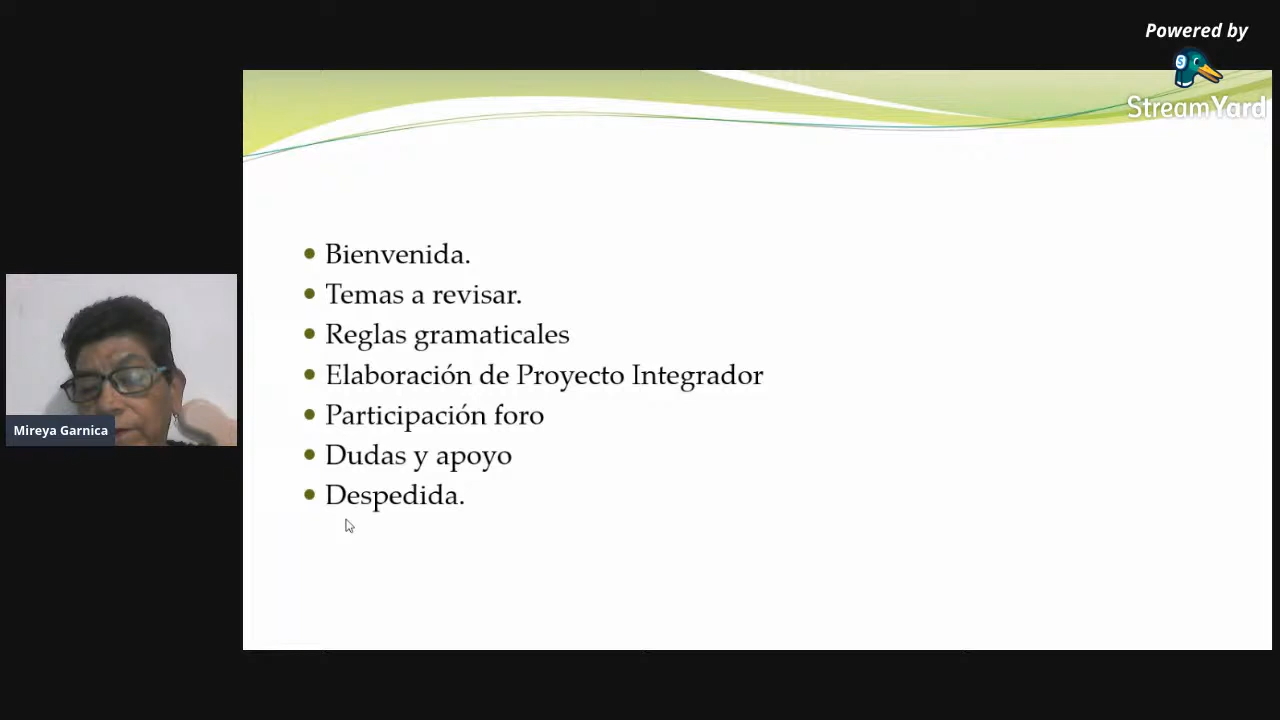 Powered by
StreamYard
Bienvenida.
Temas a revisar.
Reglas gramaticales
Elaboración de Proyecto Integrador
Participación foro
Dudas y apoyo
Despedida.
Mireya Garnica